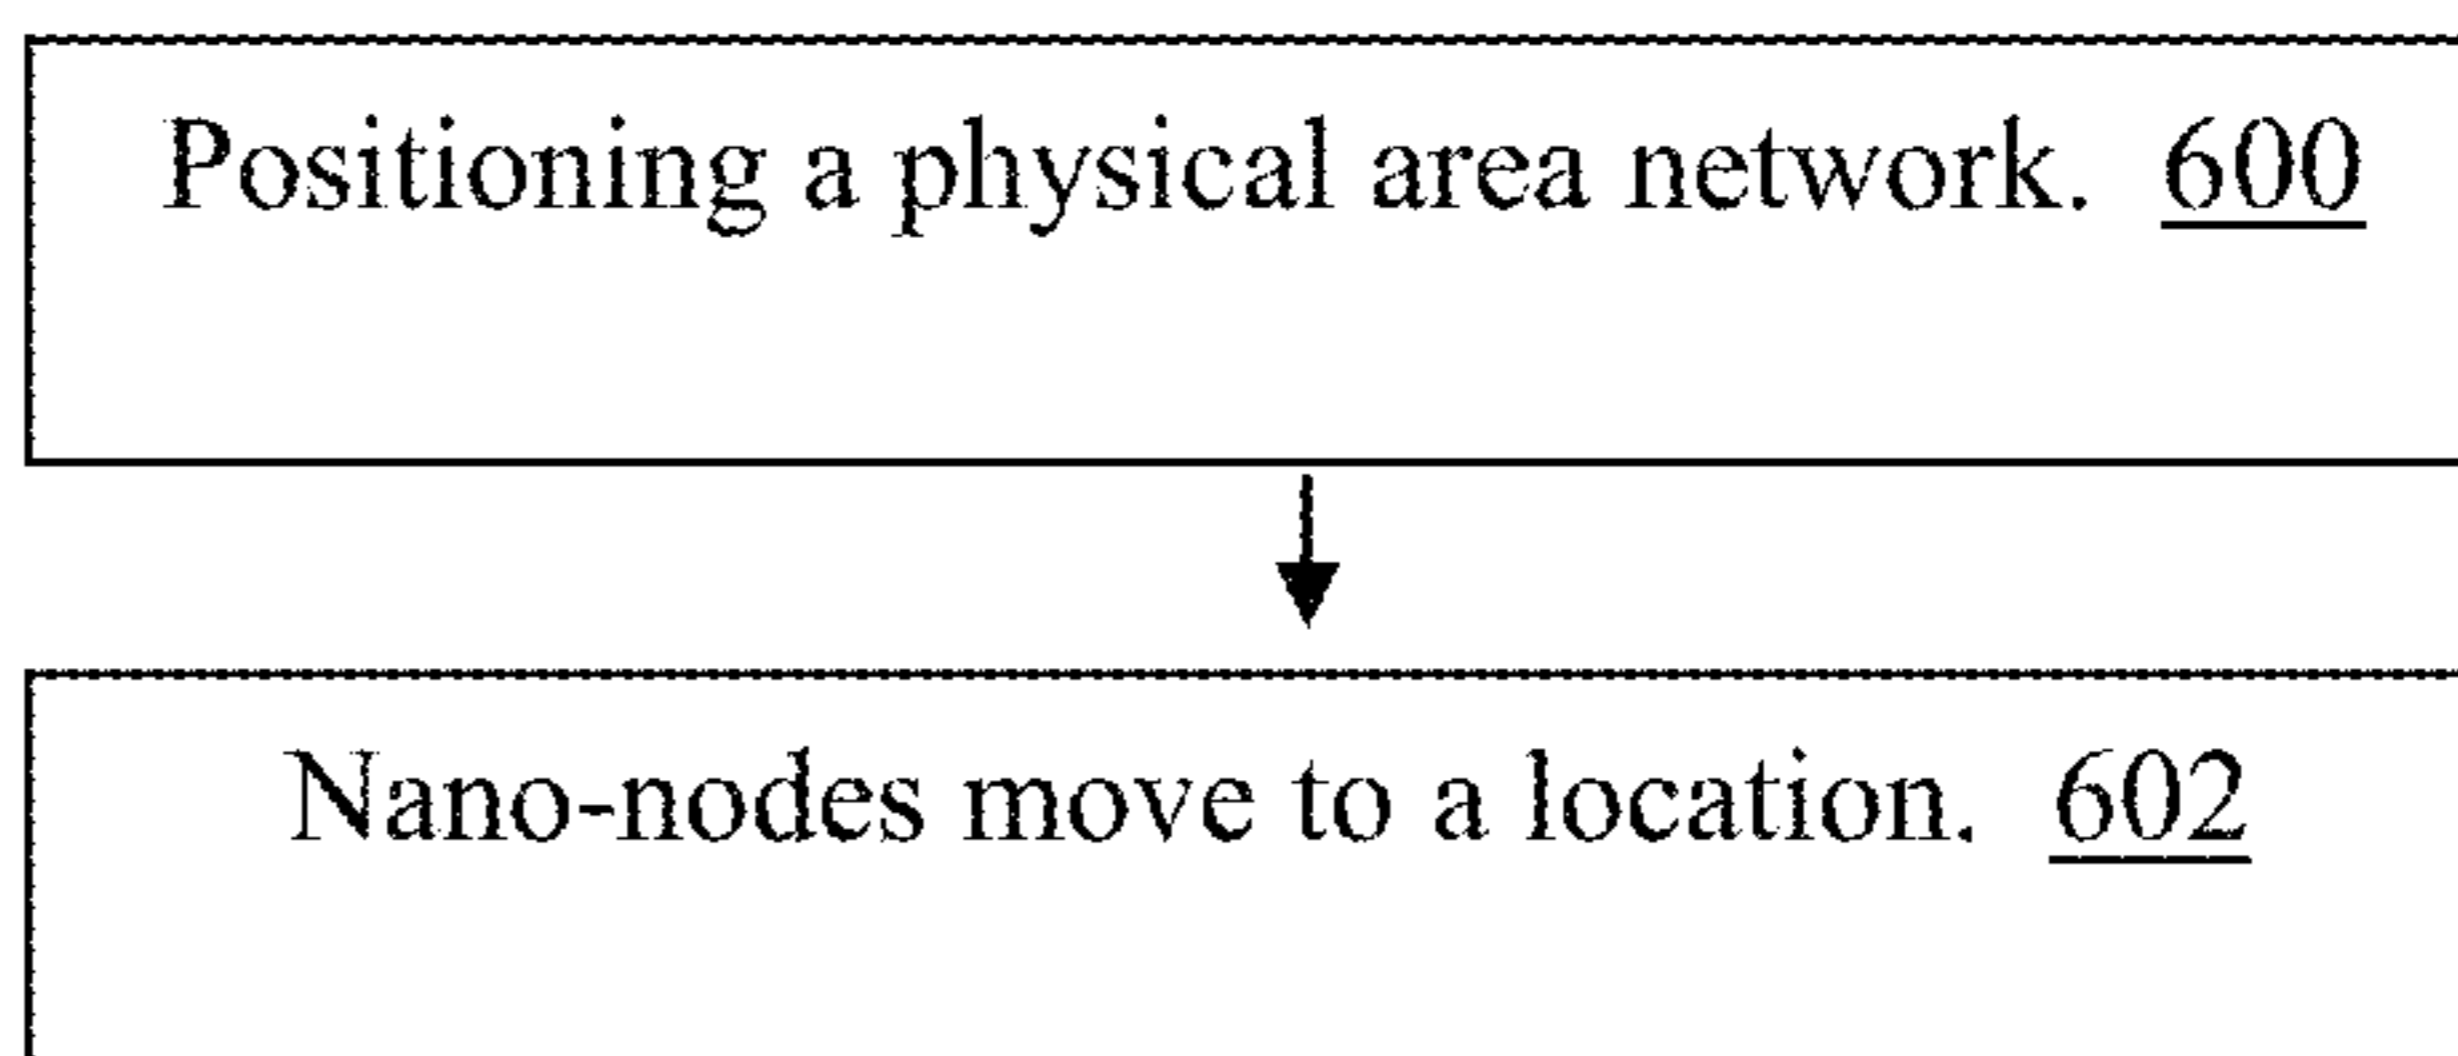 Positioning a physical area network. 600
Nano-nodes move to a location. 602